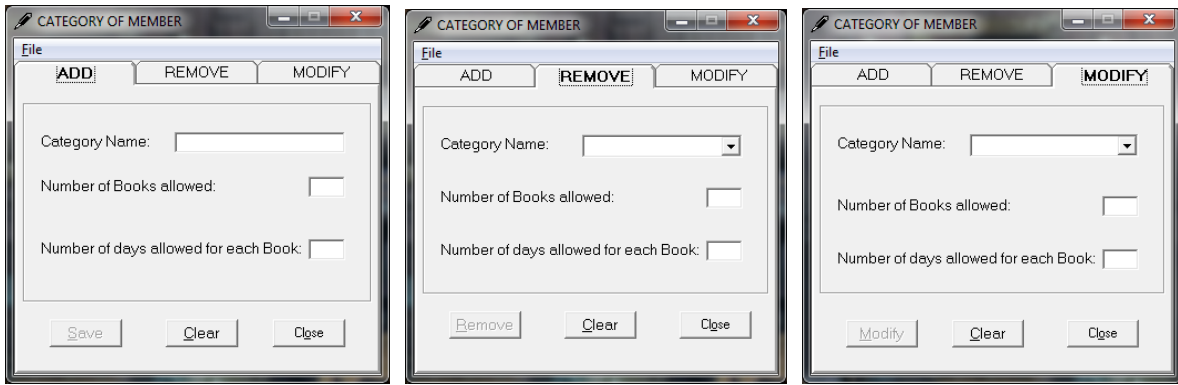 CATEGORY OF MEMBER
File
ADD REMOVE MODIFY
Category Name:
Number of Books allowed:
Number of days allowed for each Book:
Save Clear Close
CATEGORY OF MEMBER
File
ADD REMOVE MODIFY
Category Name:
Number of Books allowed:
Number of days allowed for each Book:
Remove Clear Close
CATEGORY OF MEMBER
File
ADD REMOVE MODIFY
Category Name:
Number of Books allowed:
Number of days allowed for each Book:
Modify Clear Close